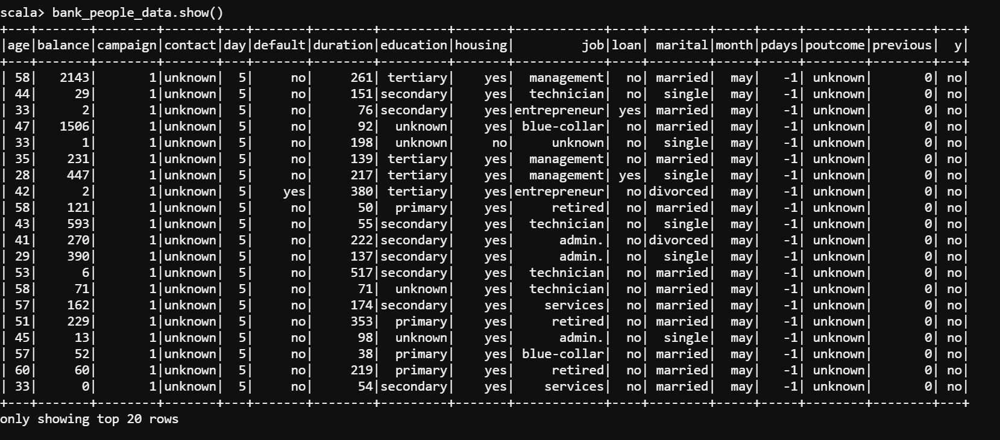 scala> bank_people_data.show()
+---+-------+--------+-------+---+-------+--------+---------+-------+------------+----+--------+-----+-----+--------+--------+---+
|age|balance|campaign|contact|day|default|duration|education|housing|         job|loan| marital|month|pdays|poutcome|previous|  y|
+---+-------+--------+-------+---+-------+--------+---------+-------+------------+----+--------+-----+-----+--------+--------+---+
| 58|   2143|       1|unknown|  5|     no|     261| tertiary|    yes|  management|  no| married|  may|   -1| unknown|       0| no|
| 44|     29|       1|unknown|  5|     no|     151|secondary|    yes|  technician|  no|  single|  may|   -1| unknown|       0| no|
| 33|      2|       1|unknown|  5|     no|      76|secondary|    yes|entrepreneur| yes| married|  may|   -1| unknown|       0| no|
| 47|   1506|       1|unknown|  5|     no|      92|  unknown|    yes| blue-collar|  no| married|  may|   -1| unknown|       0| no|
| 33|      1|       1|unknown|  5|     no|     198|  unknown|     no|     unknown|  no|  single|  may|   -1| unknown|       0| no|
| 35|    231|       1|unknown|  5|     no|     139| tertiary|    yes|  management|  no| married|  may|   -1| unknown|       0| no|
| 28|    447|       1|unknown|  5|     no|     217| tertiary|    yes|  management| yes|  single|  may|   -1| unknown|       0| no|
| 42|      2|       1|unknown|  5|    yes|     380| tertiary|    yes|entrepreneur|  no|divorced|  may|   -1| unknown|       0| no|
| 58|    121|       1|unknown|  5|     no|      50|  primary|    yes|     retired|  no| married|  may|   -1| unknown|       0| no|
| 43|    593|       1|unknown|  5|     no|      55|secondary|    yes|  technician|  no|  single|  may|   -1| unknown|       0| no|
| 41|    270|       1|unknown|  5|     no|     222|secondary|    yes|      admin.|  no|divorced|  may|   -1| unknown|       0| no|
| 29|    390|       1|unknown|  5|     no|     137|secondary|    yes|      admin.|  no|  single|  may|   -1| unknown|       0| no|
| 53|      6|       1|unknown|  5|     no|     517|secondary|    yes|  technician|  no| married|  may|   -1| unknown|       0| no|
| 58|     71|       1|unknown|  5|     no|      71|  unknown|    yes|  technician|  no| married|  may|   -1| unknown|       0| no|
| 57|    162|       1|unknown|  5|     no|     174|secondary|    yes|    services|  no| married|  may|   -1| unknown|       0| no|
| 51|    229|       1|unknown|  5|     no|     353|  primary|    yes|     retired|  no| married|  may|   -1| unknown|       0| no|
| 45|     13|       1|unknown|  5|     no|      98|  unknown|    yes|      admin.|  no|  single|  may|   -1| unknown|       0| no|
| 57|     52|       1|unknown|  5|     no|      38|  primary|    yes| blue-collar|  no| married|  may|   -1| unknown|       0| no|
| 60|     60|       1|unknown|  5|     no|     219|  primary|    yes|     retired|  no| married|  may|   -1| unknown|       0| no|
| 33|      0|       1|unknown|  5|     no|      54|secondary|    yes|    services|  no| married|  may|   -1| unknown|       0| no|
+---+-------+--------+-------+---+-------+--------+---------+-------+------------+----+--------+-----+-----+--------+--------+---+
only showing top 20 rows